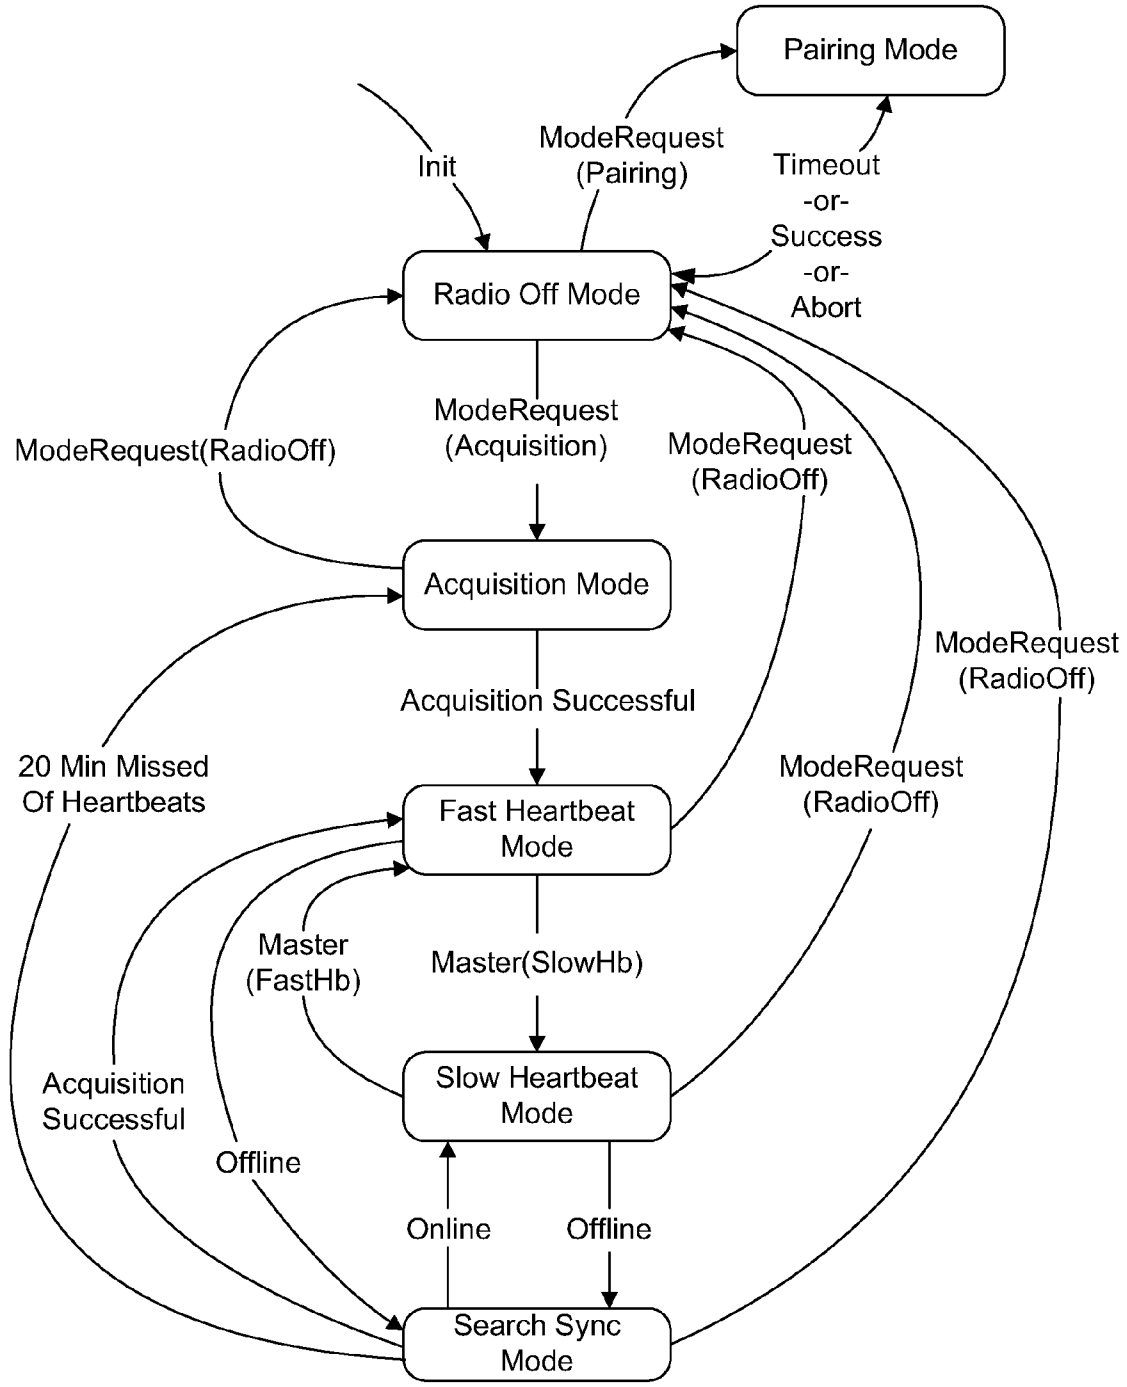 Pairing Mode
ModeRequest
(Pairing)
Init
Timeout
-or-
Success
-or-
Abort
Radio Off Mode
ModeRequest
(Acquisition)
ModeRequest(RadioOff)
ModeRequest
(RadioOff)
Acquisition Mode
ModeRequest
(RadioOff)
Acquisition Successful
20 Min Missed
Of Heartbeats
ModeRequest
(RadioOff)
Fast Heartbeat
Mode
Master
(FastHb)
Master(SlowHb)
Slow Heartbeat
Mode
Acquisition
Successful
Offline
Online
Offline
Search Sync
Mode